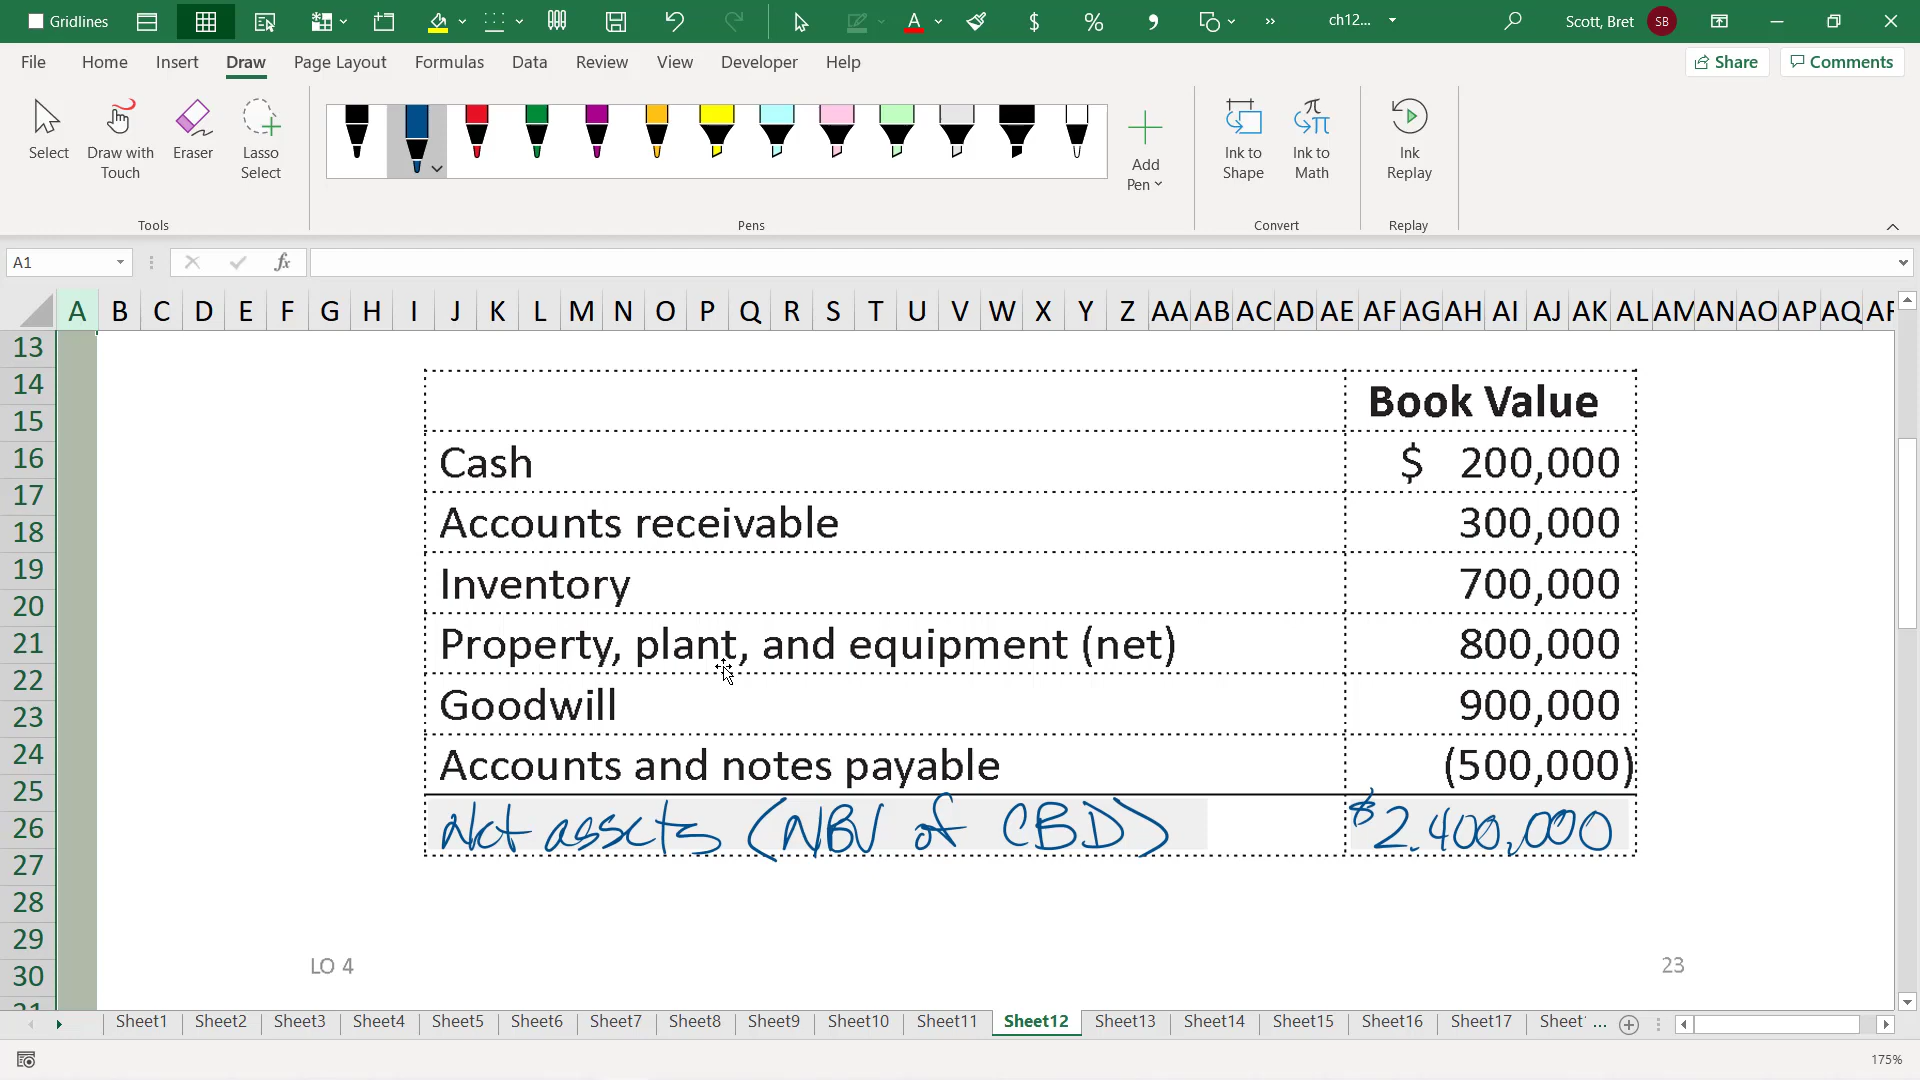 Gridlines
ch12...
Scott, Bret
SB
File Home Insert Draw Page Layout Formulas Data Review View Developer Help
Share
Comments
Select
Draw with Touch
Eraser
Lasso Select
Add Pen
Ink to Shape
Ink to Math
Ink Replay
Tools
Pens
Convert
Replay
A1
fx
A B C D E F G H I J K L M N O P Q R S T U V W X Y Z AA AB AC AD AE AF AG AH AI AJ AK AL AM AN AO AP AQ AR
13
14
15
16
17
18
19
20
21
22
23
24
25
26
27
28
29
30
31
Book Value
Cash $ 200,000
Accounts receivable 300,000
Inventory 700,000
Property, plant, and equipment (net) 800,000
Goodwill 900,000
Accounts and notes payable (500,000)
Net assets (NBV of CBD) $2,400,000
LO 4
23
Sheet1 Sheet2 Sheet3 Sheet4 Sheet5 Sheet6 Sheet7 Sheet8 Sheet9 Sheet10 Sheet11 Sheet12 Sheet13 Sheet14 Sheet15 Sheet16 Sheet17 Sheet ...
175%